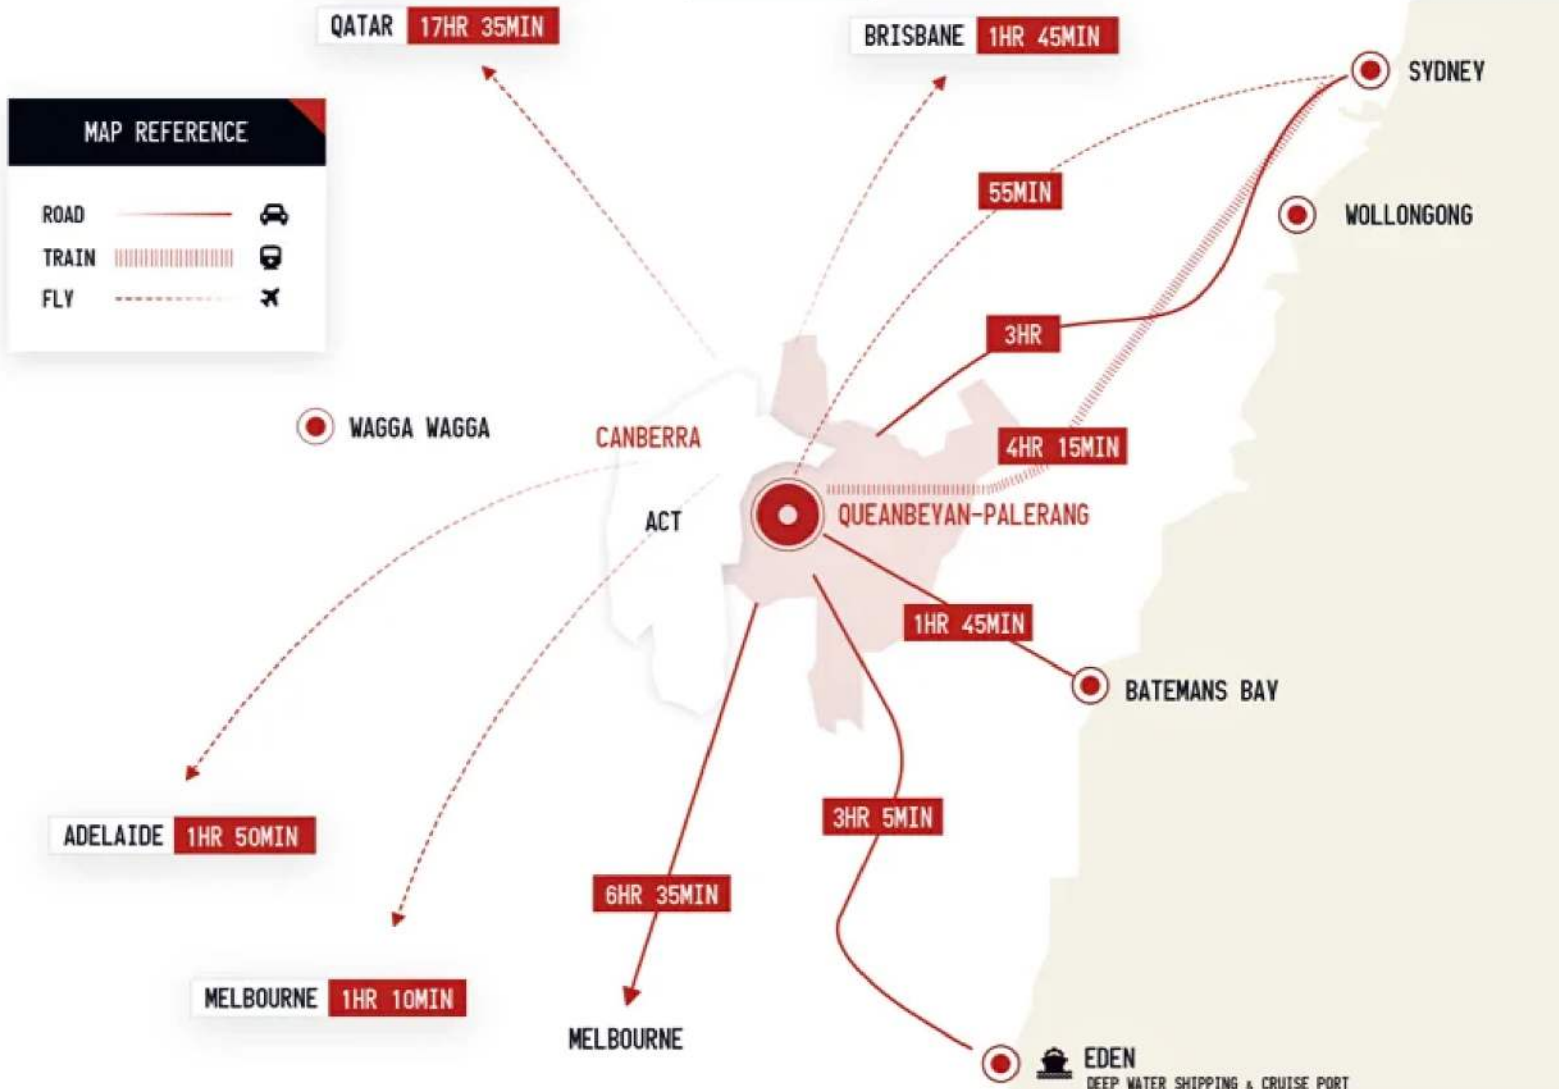 QATAR 17HR 35MIN
BRISBANE 1HR 45MIN
SYDNEY
MAP REFERENCE
ROAD
TRAIN
FLY
55MIN
WOLLONGONG
3HR
WAGGA WAGGA
CANBERRA
4HR 15MIN
ACT
QUEANBEYAN-PALERANG
1HR 45MIN
BATEMANS BAY
3HR 5MIN
ADELAIDE 1HR 50MIN
6HR 35MIN
MELBOURNE 1HR 10MIN
MELBOURNE
EDEN
DEEP WATER SHIPPING & CRUISE PORT